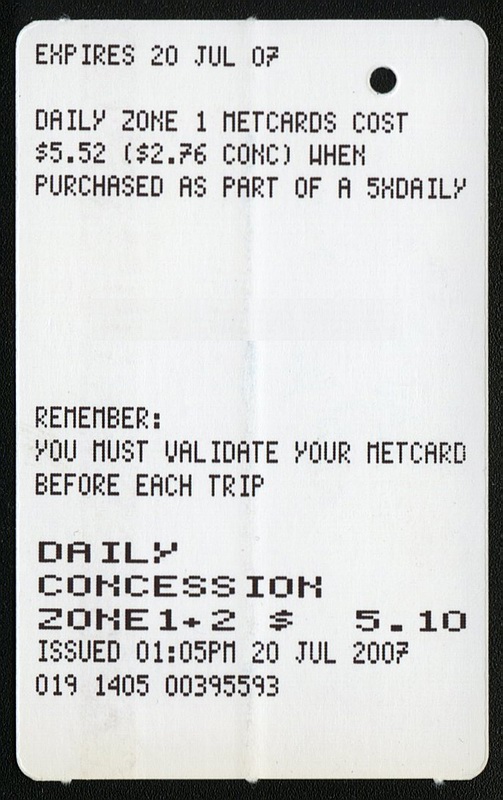 EXPIRES 20 JUL 07
DAILY ZONE 1 METCARDS COST
$5.52 ($2.76 CONC) WHEN
PURCHASED AS PART OF A 5XDAILY
REMEMBER:
YOU MUST VALIDATE YOUR METCARD
BEFORE EACH TRIP
DAILY
CONCESSION
ZONE1+2 $ 5.10
ISSUED 01:05PM 20 JUL 2007
019 1405 00395593